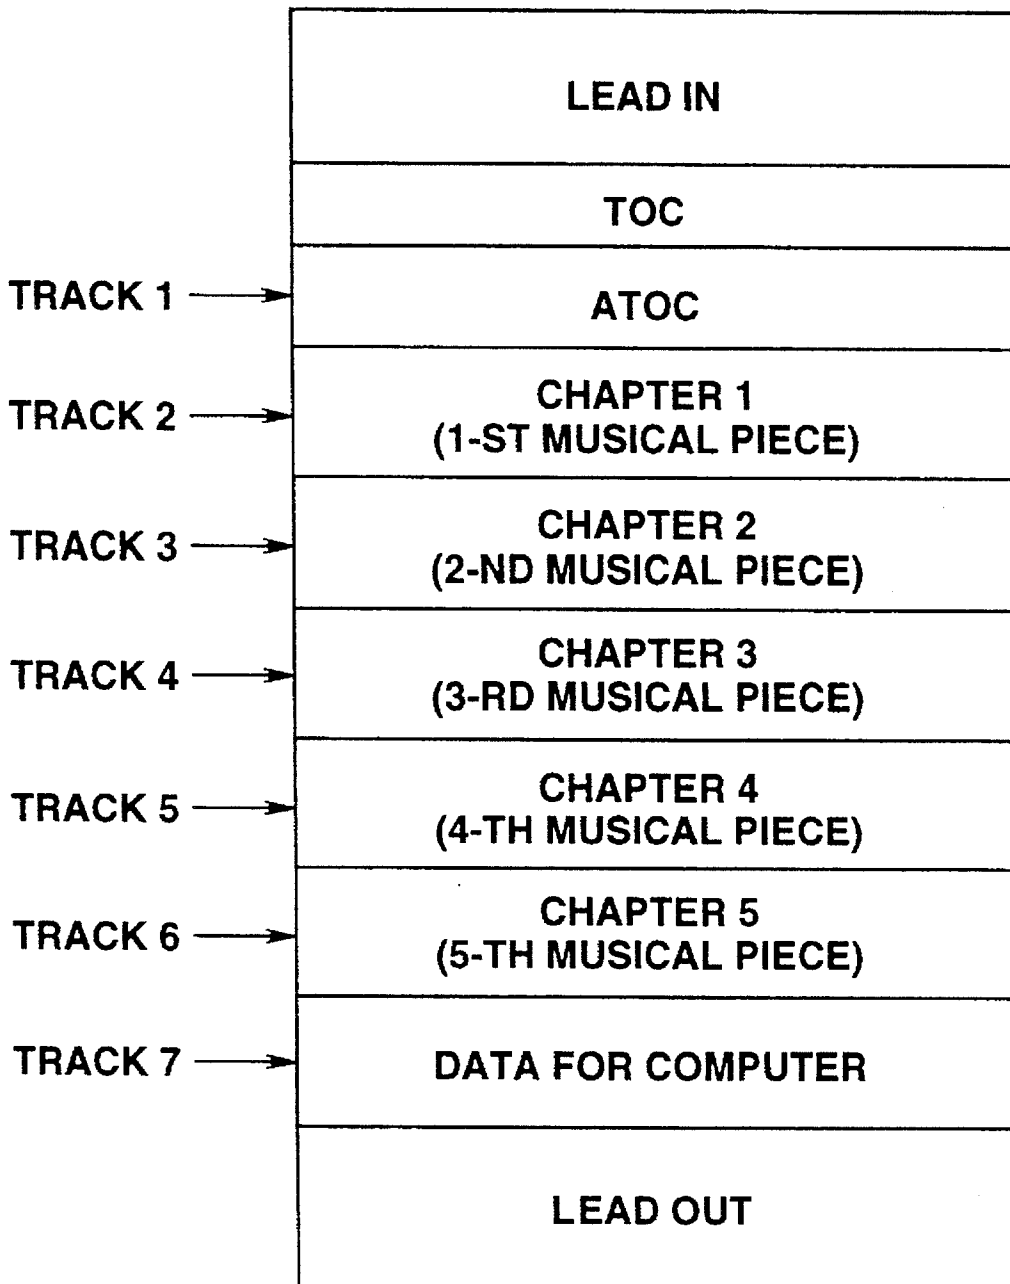 LEAD IN
TOC
TRACK 1
ATOC
TRACK 2
CHAPTER 1
(1-ST MUSICAL PIECE)
TRACK 3
CHAPTER 2
(2-ND MUSICAL PIECE)
TRACK 4
CHAPTER 3
(3-RD MUSICAL PIECE)
TRACK 5
CHAPTER 4
(4-TH MUSICAL PIECE)
TRACK 6
CHAPTER 5
(5-TH MUSICAL PIECE)
TRACK 7
DATA FOR COMPUTER
LEAD OUT